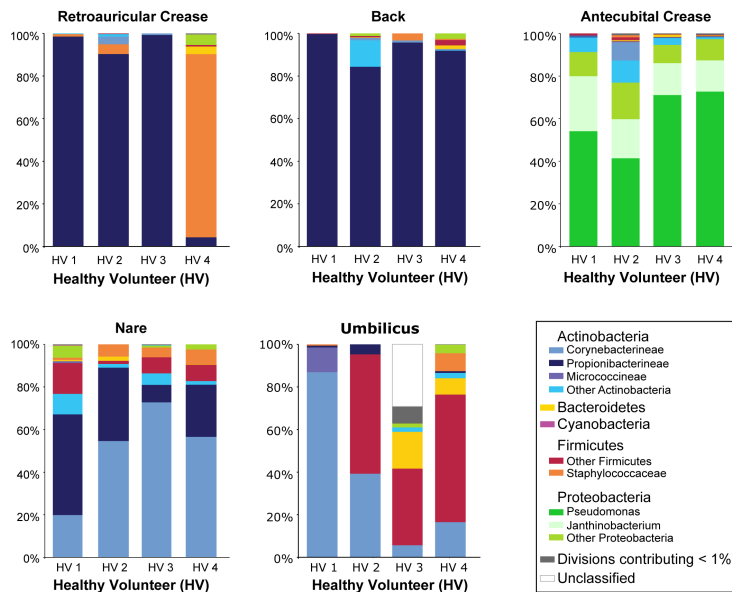 Retroauricular Crease
100%
80%
60%
40%
20%
0%
HV 1 HV 2 HV 3 HV 4
Healthy Volunteer (HV)
Back
100%
80%
60%
40%
20%
0%
HV 1 HV 2 HV 3 HV 4
Healthy Volunteer (HV)
Antecubital Crease
100%
80%
60%
40%
20%
0%
HV 1 HV 2 HV 3 HV 4
Healthy Volunteer (HV)
Nare
100%
80%
60%
40%
20%
0%
HV 1 HV 2 HV 3 HV 4
Healthy Volunteer (HV)
Umbilicus
100%
80%
60%
40%
20%
0%
HV 1 HV 2 HV 3 HV 4
Healthy Volunteer (HV)
Actinobacteria
Corynebacterineae
Propionibacterineae
Micrococcineae
Other Actinobacteria
Bacteroidetes
Cyanobacteria
Firmicutes
Other Firmicutes
Staphylococcaceae
Proteobacteria
Pseudomonas
Janthinobacterium
Other Proteobacteria
Divisions contributing < 1%
Unclassified